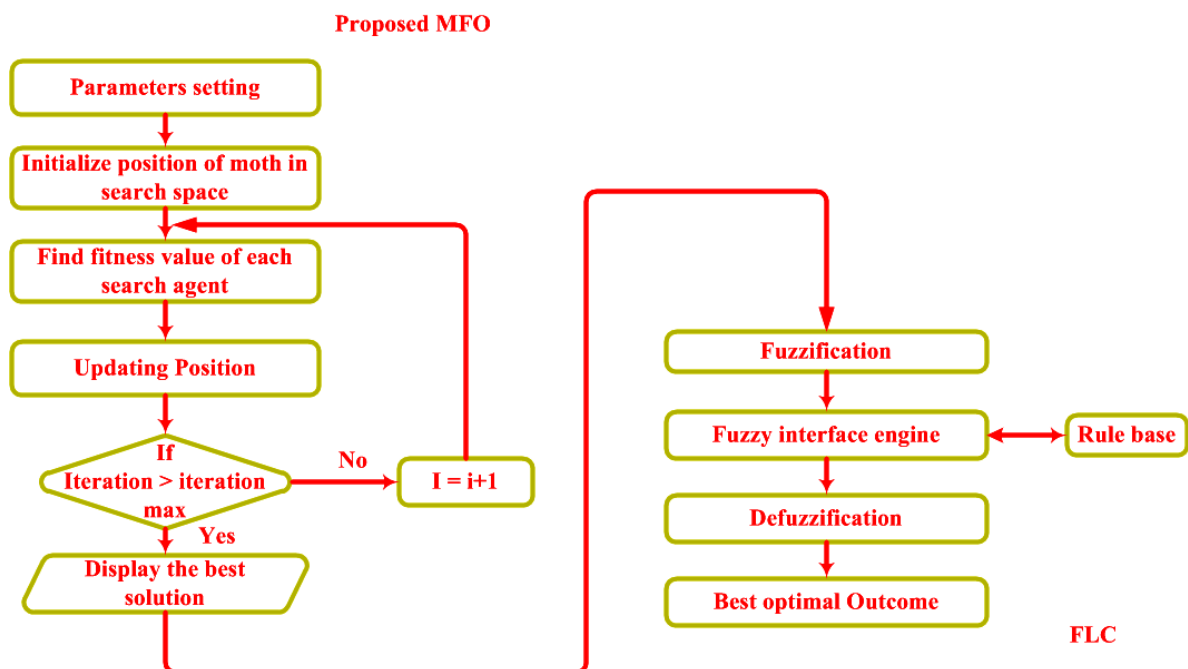 Proposed MFO
Parameters setting
Initialize position of moth in
search space
Find fitness value of each
search agent
Updating Position
If
Iteration > iteration
max
No
I = i+1
Yes
Display the best
solution
Fuzzification
Fuzzy interface engine
Rule base
Defuzzification
Best optimal Outcome
FLC